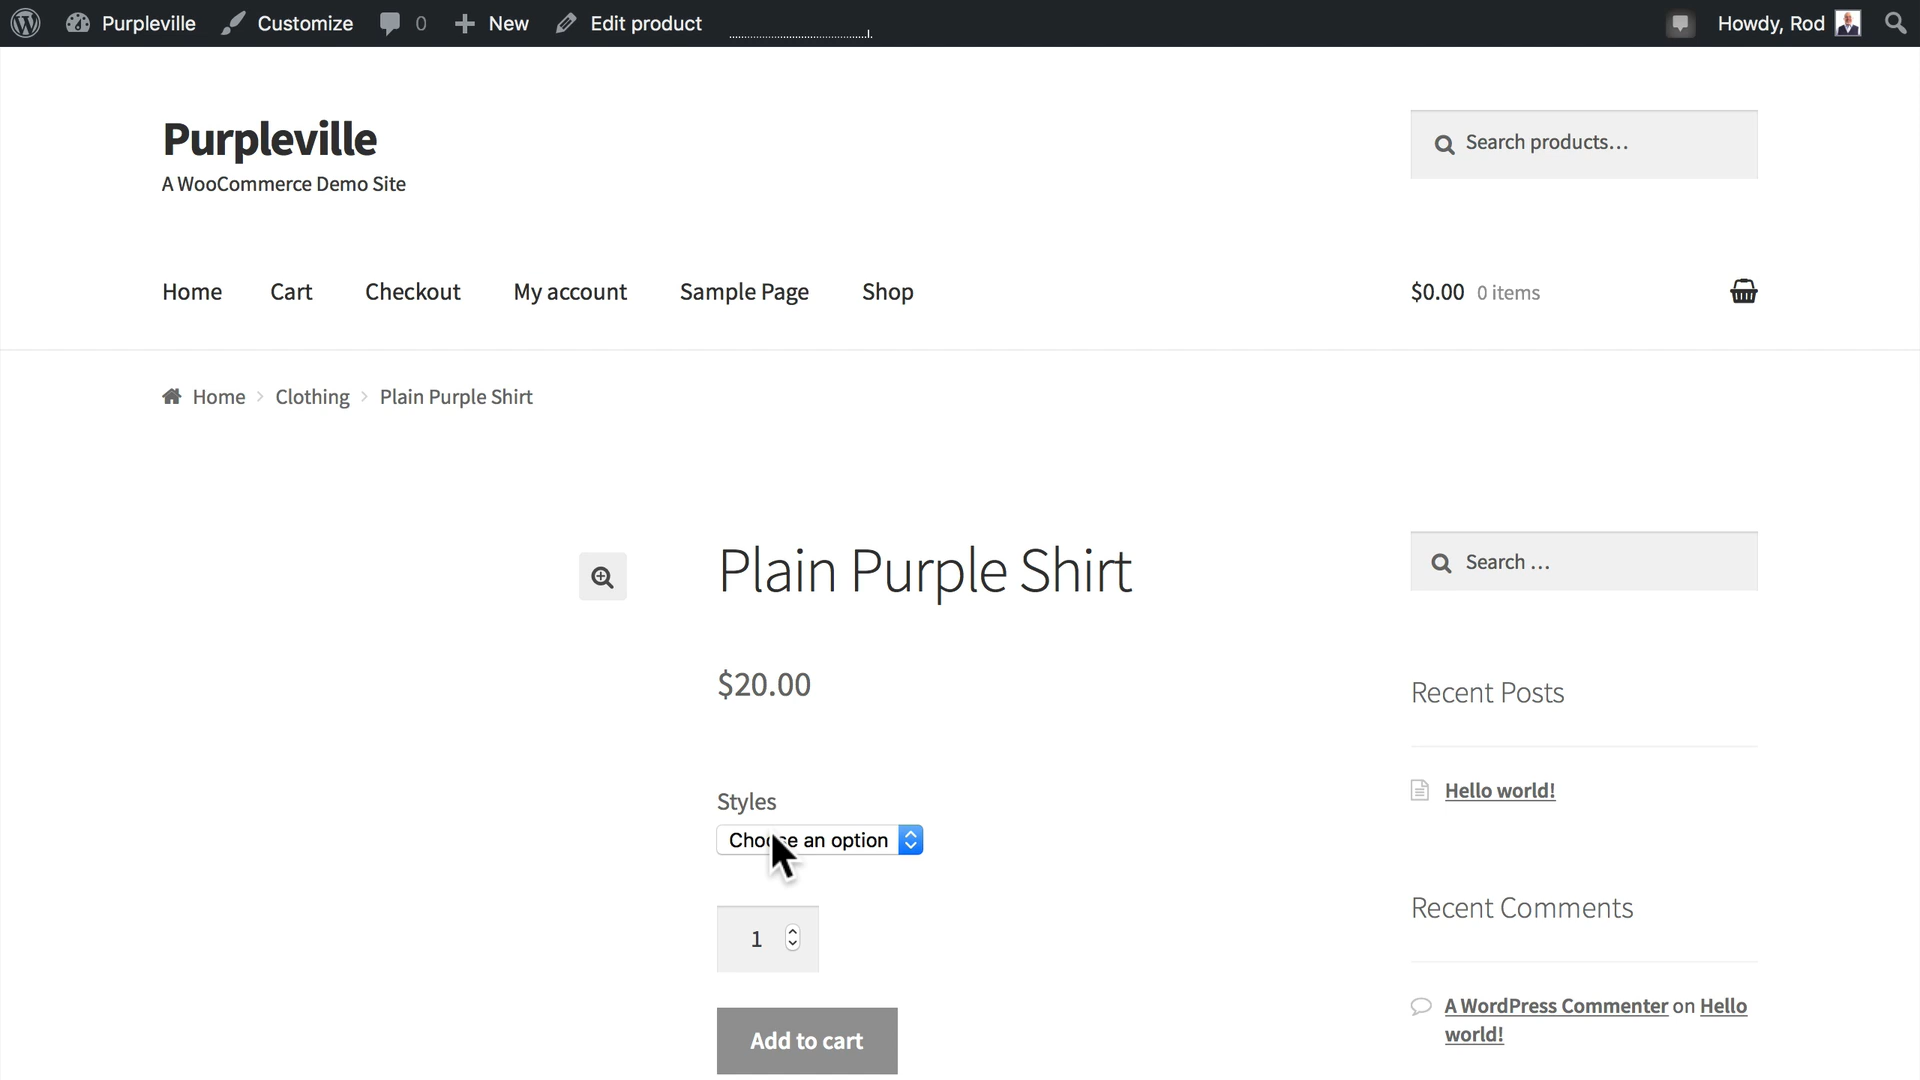 Purpleville Customize 0 New Edit product Howdy, Rod
Purpleville
A WooCommerce Demo Site
Search products...
Home Cart Checkout My account Sample Page Shop $0.00 0 items
Home > Clothing > Plain Purple Shirt
Plain Purple Shirt
Search ...
$20.00
Recent Posts
Hello world!
Styles
Choose an option
1
Recent Comments
A WordPress Commenter on Hello
world!
Add to cart